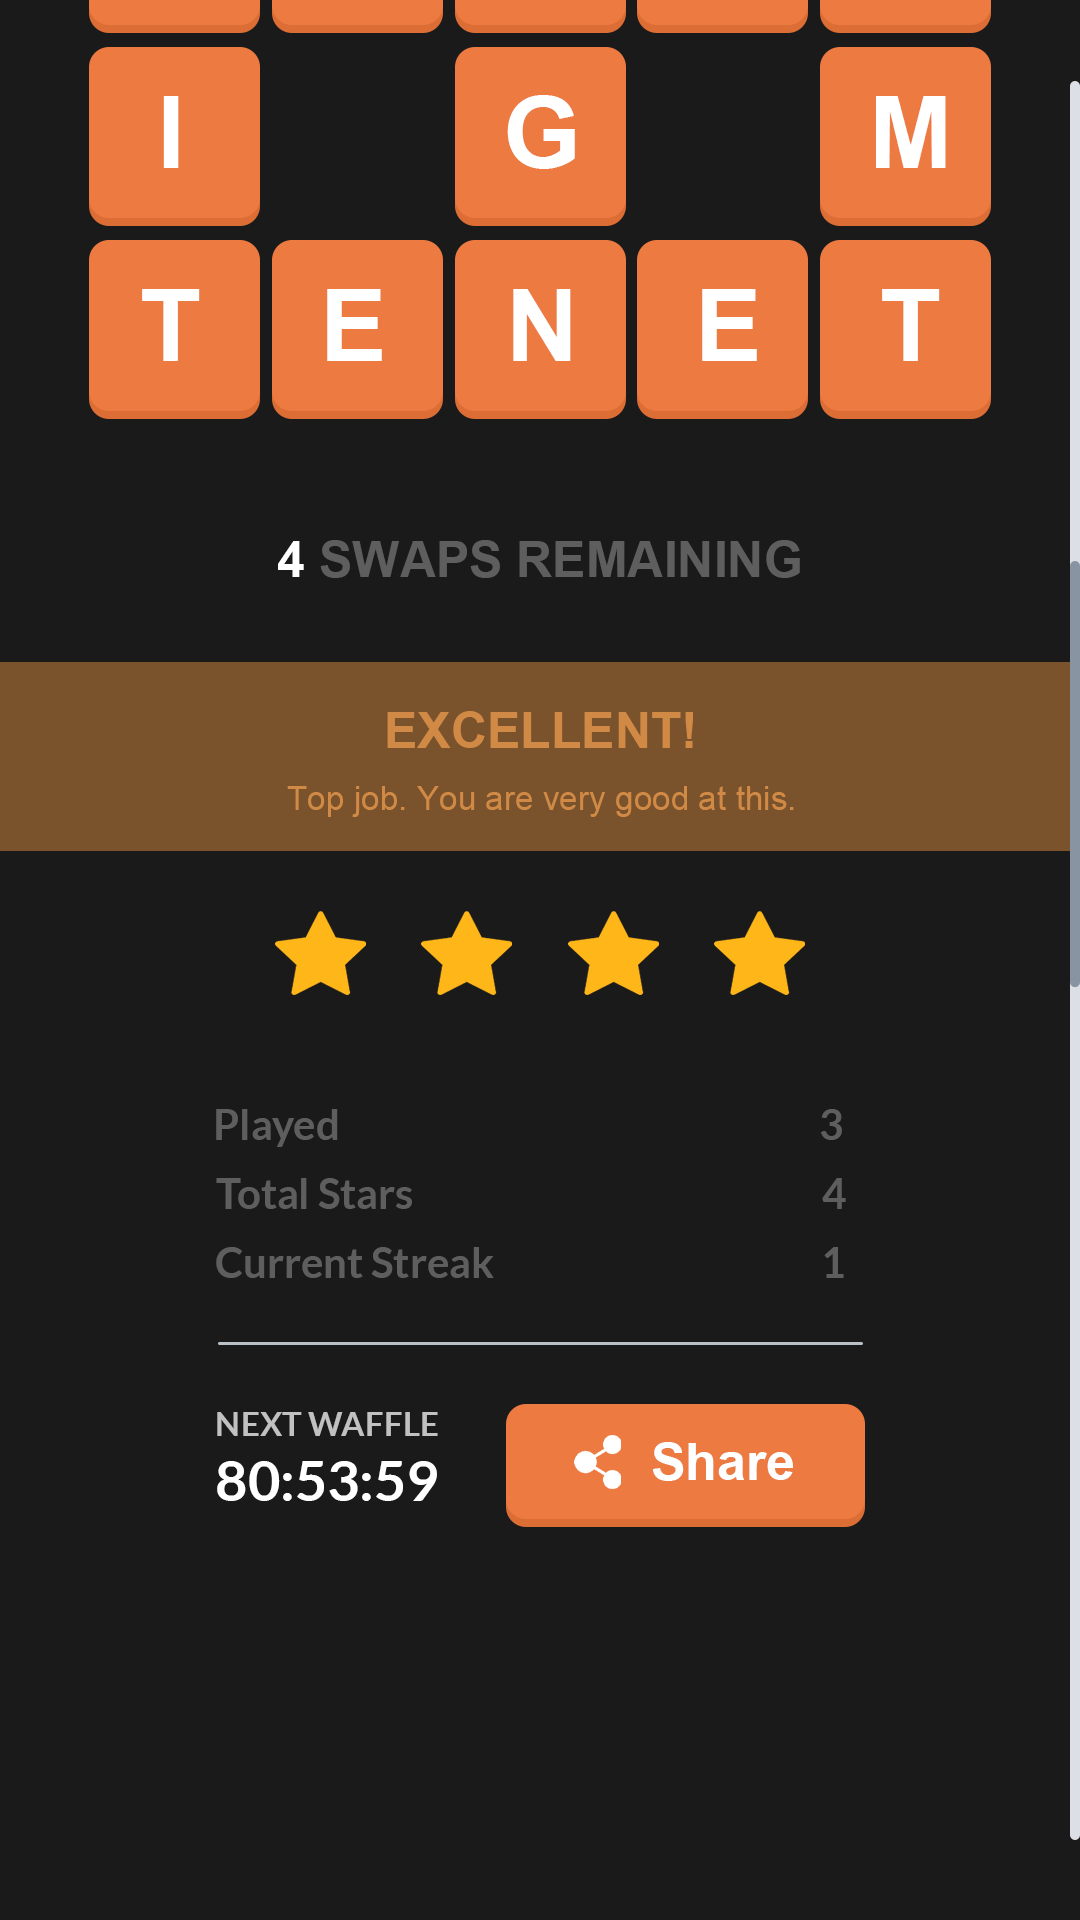 I G M
T E N E T
4 SWAPS REMAINING
EXCELLENT!
Top job. You are very good at this.
Played 3
Total Stars 4
Current Streak 1
NEXT WAFFLE
80:53:59
Share